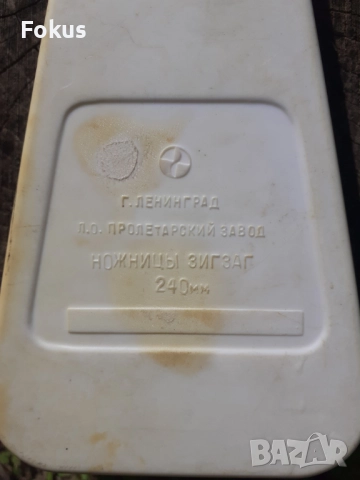 Fokus
Г. ЛЕНИНГРАД
П.О. ПРОЛЕТАРСКИЙ ЗАВОД
НОЖНИЦЫ ЗИГЗАГ
240мм
BAZAR